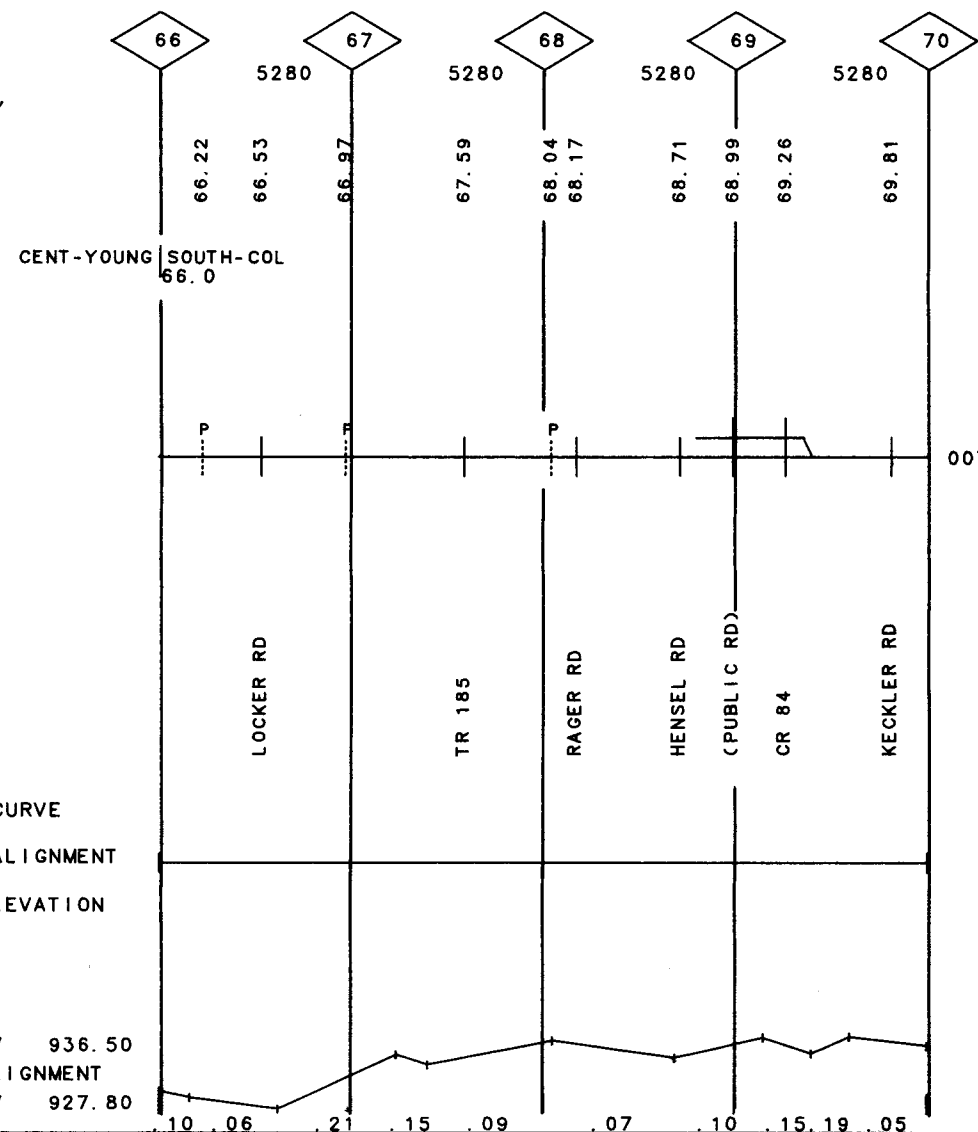 66 67 68 69 70
5280 5280 5280 5280
66.22 66.53 66.97 67.59 68.04 68.17 68.71 68.99 69.26 69.81
CENT-YOUNG SOUTH-COL
66.0
P P P
00
LOCKER RD
TR 185
RAGER RD
HENSEL RD
(PUBLIC RD)
CR 84
KECKLER RD
CURVE
ALIGNMENT
LEVATION
936.50
IGNMENT
927.80
.10 .06 .21 .15 .09 .07 .10 .15 .19 .05